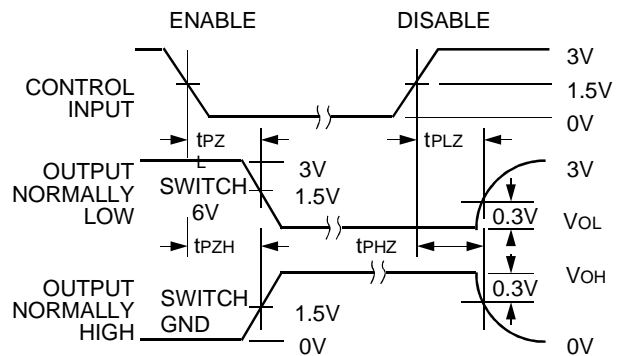 ENABLE DISABLE
3V
CONTROL
INPUT
1.5V
0V
tPZ
L
tPLZ
OUTPUT
NORMALLY
LOW
SWITCH
6V
3V
1.5V
3V
0.3V
VOL
tPZH
tPHZ
VOH
0.3V
OUTPUT
NORMALLY
HIGH
SWITCH
GND
1.5V
0V
0V